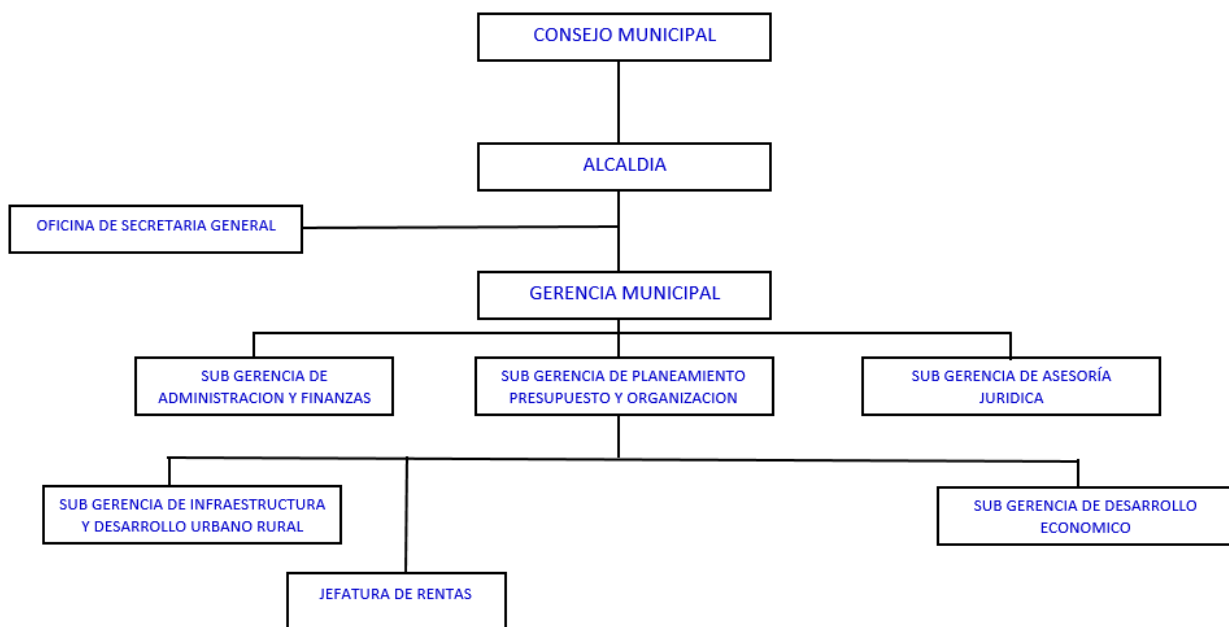 CONSEJO MUNICIPAL
ALCALDIA
OFICINA DE SECRETARIA GENERAL
GERENCIA MUNICIPAL
SUB GERENCIA DE
ADMINISTRACION Y FINANZAS
SUB GERENCIA DE PLANEAMIENTO
PRESUPUESTO Y ORGANIZACION
SUB GERENCIA DE ASESORÍA
JURIDICA
SUB GERENCIA DE INFRAESTRUCTURA
Y DESARROLLO URBANO RURAL
SUB GERENCIA DE DESARROLLO
ECONOMICO
JEFATURA DE RENTAS